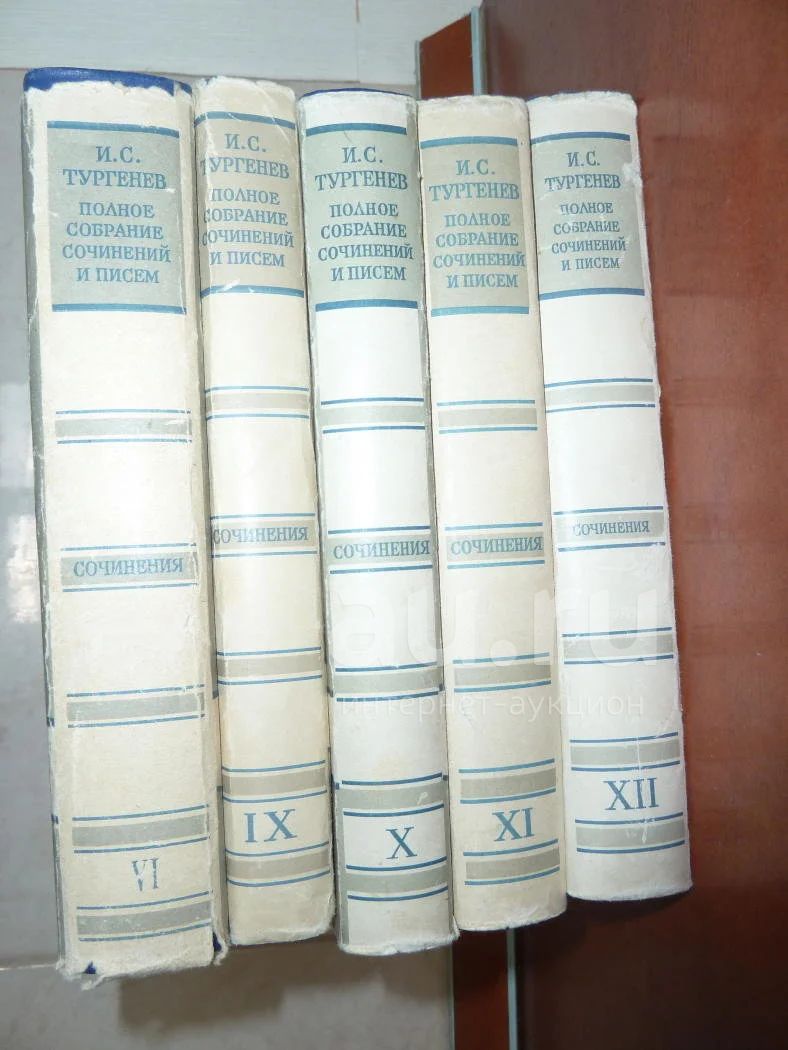 И.С.
ТУРГЕНЕВ
ПОЛНОЕ
СОБРАНИЕ
СОЧИНЕНИЙ
И ПИСЕМ
СОЧИНЕНИЯ
VI
И.С.
ТУРГЕНЕВ
ПОЛНОЕ
СОБРАНИЕ
СОЧИНЕНИЙ
И ПИСЕМ
СОЧИНЕНИЯ
IX
И.С.
ТУРГЕНЕВ
ПОЛНОЕ
СОБРАНИЕ
СОЧИНЕНИЙ
И ПИСЕМ
СОЧИНЕНИЯ
X
И.С.
ТУРГЕНЕВ
ПОЛНОЕ
СОБРАНИЕ
СОЧИНЕНИЙ
И ПИСЕМ
СОЧИНЕНИЯ
XI
И.С.
ТУРГЕНЕВ
ПОЛНОЕ
СОБРАНИЕ
СОЧИНЕНИЙ
И ПИСЕМ
СОЧИНЕНИЯ
XII
au.ru
интернет-аукцион